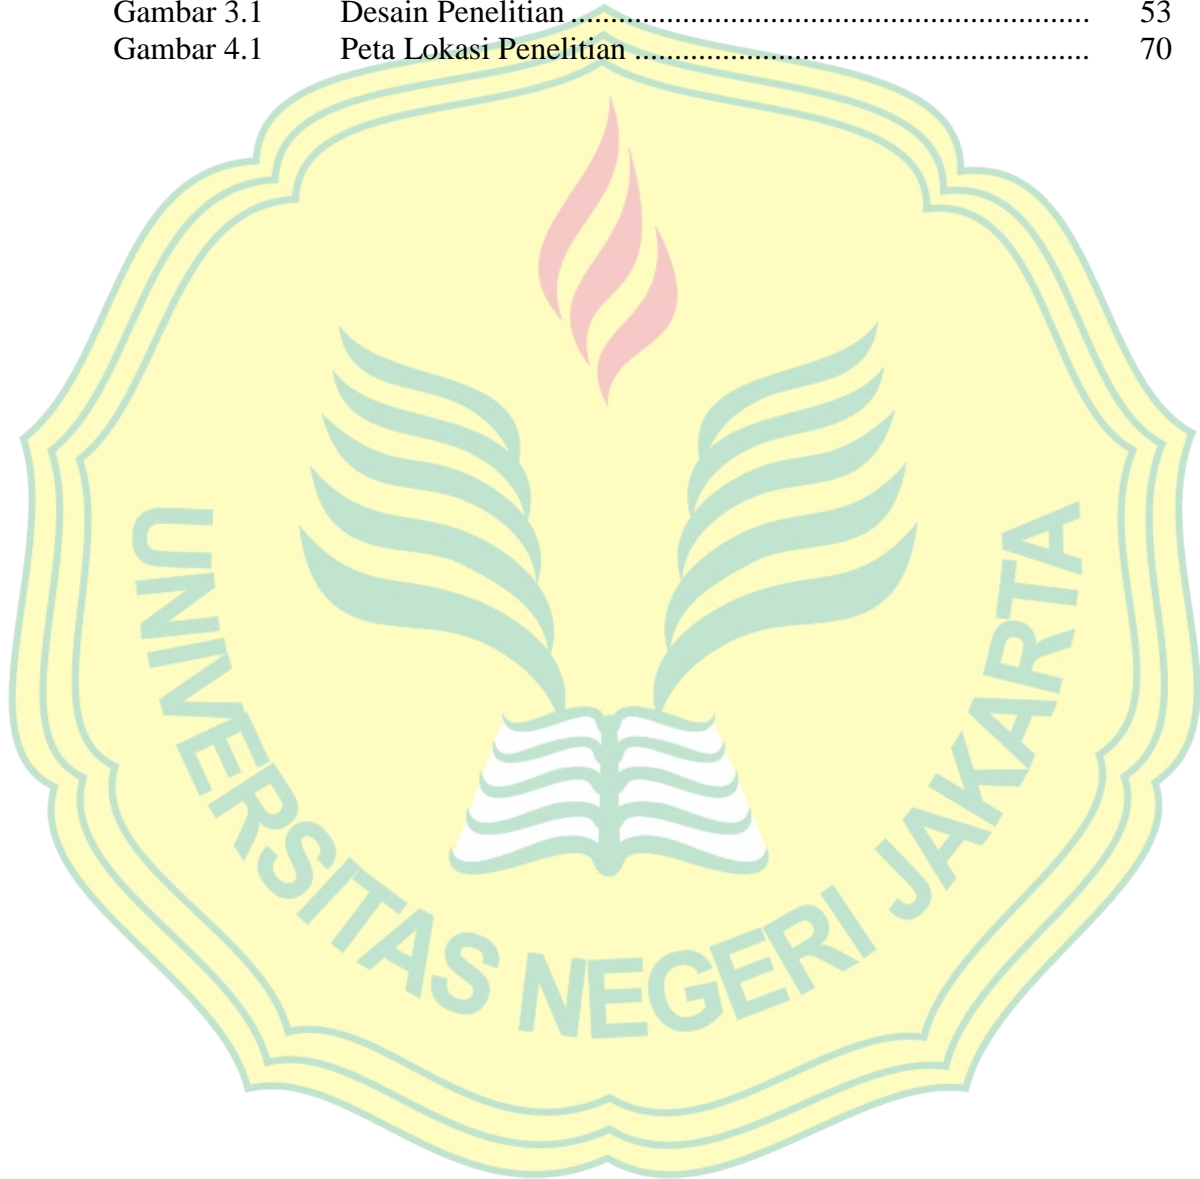 Gambar 3.1 Desain Penelitian ................................................................. 53
Gambar 4.1 Peta Lokasi Penelitian ......................................................... 70
UNIVERSITAS NEGERI JAKARTA